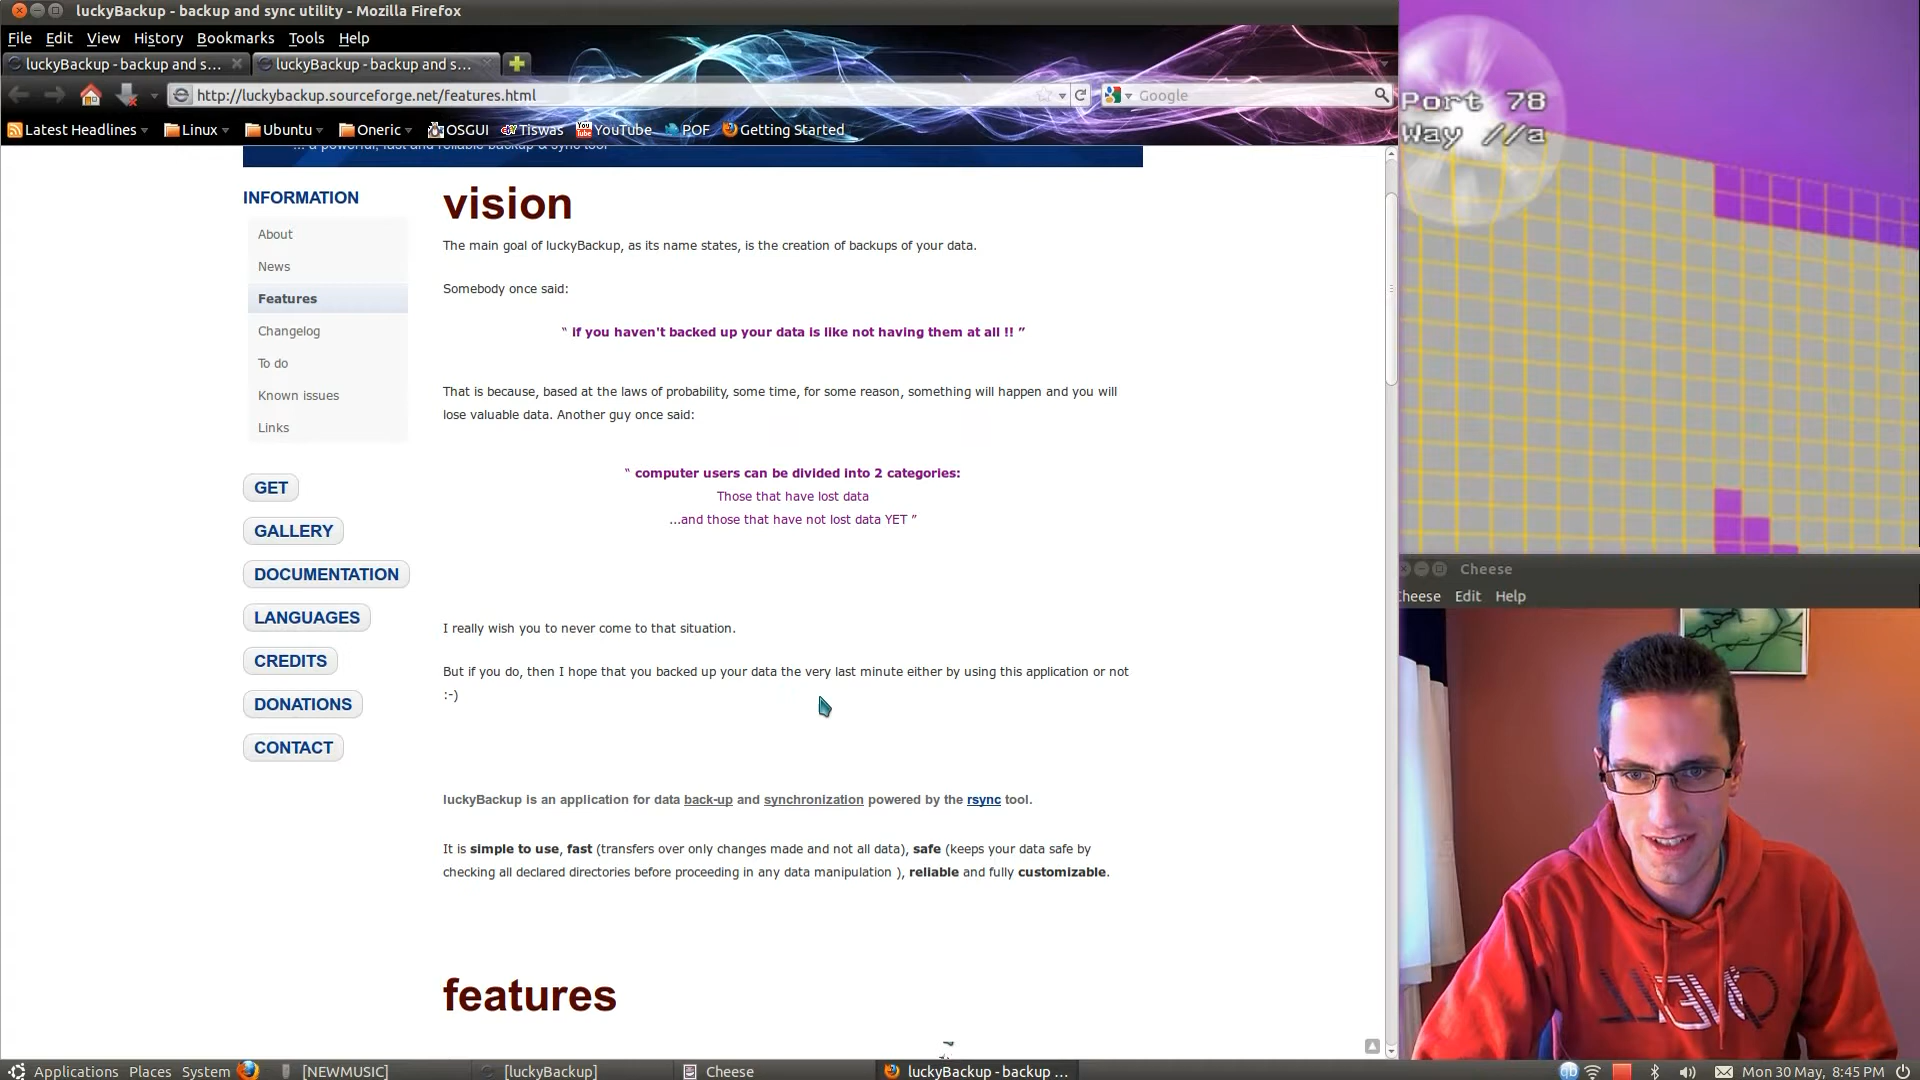 luckyBackup - backup and sync utility - Mozilla Firefox
File Edit View History Bookmarks Tools Help
luckyBackup - backup and s... luckyBackup - backup and s...
http://luckybackup.sourceforge.net/features.html
Google
Latest Headlines Linux Ubuntu Oneric OSGUI Tiswas YouTube POF Getting Started
... a powerful, fast and reliable backup & sync tool
INFORMATION
About
News
Features
Changelog
To do
Known issues
Links
GET
GALLERY
DOCUMENTATION
LANGUAGES
CREDITS
DONATIONS
CONTACT
vision
The main goal of luckyBackup, as its name states, is the creation of backups of your data.
Somebody once said:
“ if you haven't backed up your data is like not having them at all !! ”
That is because, based at the laws of probability, some time, for some reason, something will happen and you will
lose valuable data. Another guy once said:
“ computer users can be divided into 2 categories:
Those that have lost data
...and those that have not lost data YET ”
I really wish you to never come to that situation.
But if you do, then I hope that you backed up your data the very last minute either by using this application or not
:-)
luckyBackup is an application for data back-up and synchronization powered by the rsync tool.
It is simple to use, fast (transfers over only changes made and not all data), safe (keeps your data safe by
checking all declared directories before proceeding in any data manipulation ), reliable and fully customizable.
features
Port 78
Way //a
Cheese
Cheese Edit Help
Applications Places System [NEWMUSIC] [luckyBackup] Cheese luckyBackup - backup ... Mon 30 May, 8:45 PM